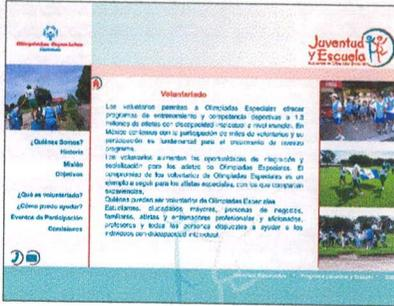 Olimpiadas Especiales
Juventud
y Escuela
Voluntariado
Los voluntarios permiten a Olimpiadas Especiales ofrecer
programas de entrenamiento y competencia deportivas a 1.3
millones de atletas con discapacidad intelectual a nivel mundial. En
México contamos con la participación de miles de voluntarios y su
participación es fundamental para el crecimiento de nuestro
programa.
Los voluntarios aumentan las oportunidades de integración y
socialización para los atletas de Olimpiadas Especiales. El
compromiso de los voluntarios de Olimpiadas Especiales es un
ejemplo a seguir para los atletas especiales, con los que comparten
experiencias.
Quiénes pueden ser voluntarios de Olimpiadas Especiales
Estudiantes, ciudadanos mayores, personas de negocios,
familiares, atletas y entrenadores profesionales y aficionados,
profesores y todas las personas dispuestas a ayudar a los
individuos con discapacidad intelectual.
¿Quiénes Somos?
Historia
Misión
Objetivos
¿Qué es voluntariado?
¿Cómo puedo ayudar?
Eventos de Participación
Comisiones